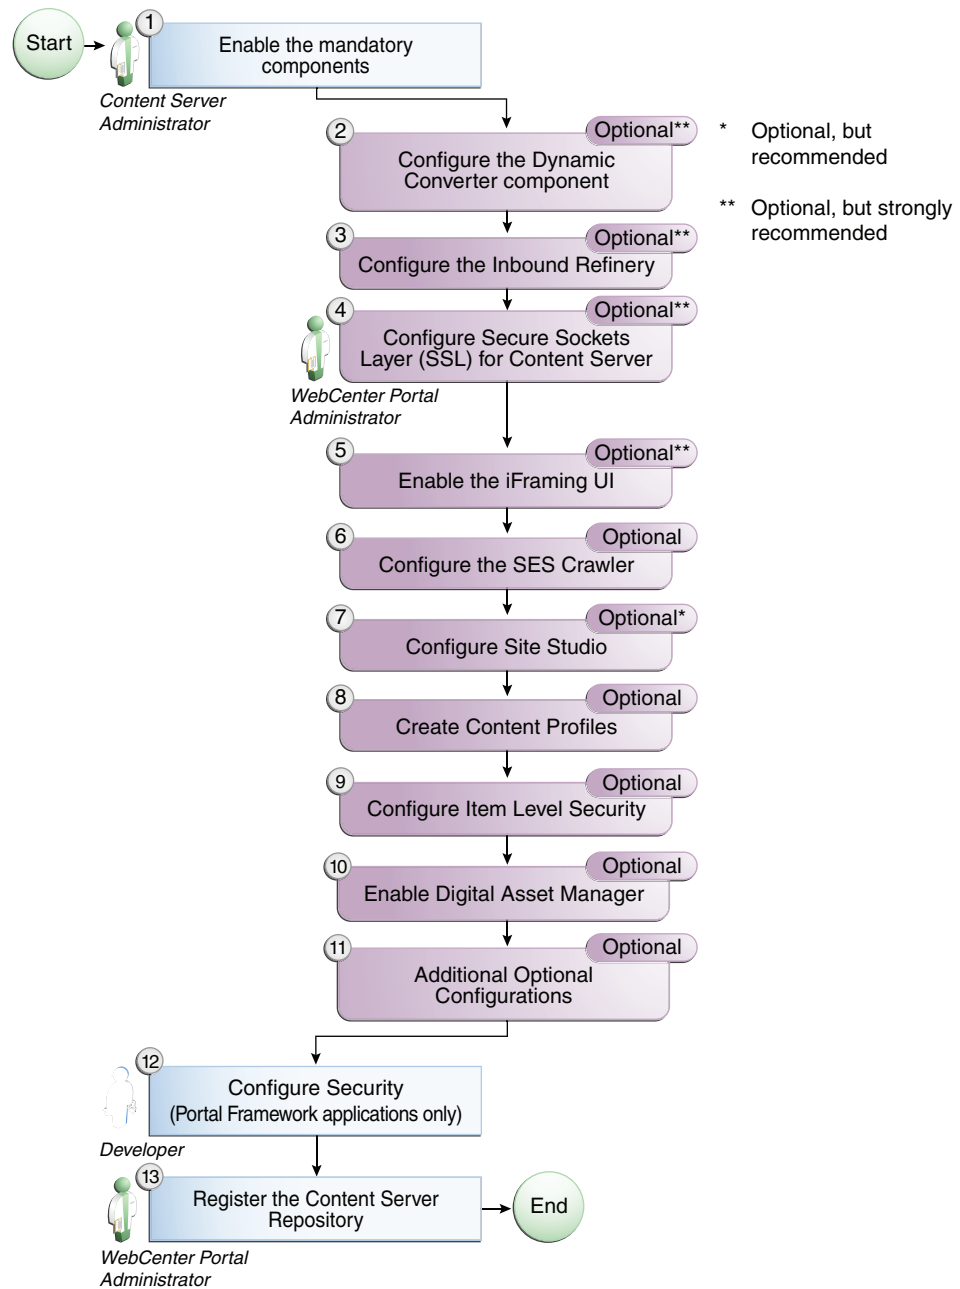 Start
1
Enable the mandatory
components
Content Server
Administrator
2
Optional**
Configure the Dynamic
Converter component
* Optional, but
recommended
** Optional, but strongly
recommended
3
Optional**
Configure the Inbound Refinery
4
Optional**
Configure Secure Sockets
Layer (SSL) for Content Server
WebCenter Portal
Administrator
5
Optional**
Enable the iFraming UI
6
Optional
Configure the SES Crawler
7
Optional*
Configure Site Studio
8
Optional
Create Content Profiles
9
Optional
Configure Item Level Security
10
Optional
Enable Digital Asset Manager
11
Optional
Additional Optional
Configurations
12
Configure Security
(Portal Framework applications only)
Developer
13
Register the Content Server
Repository
End
WebCenter Portal
Administrator